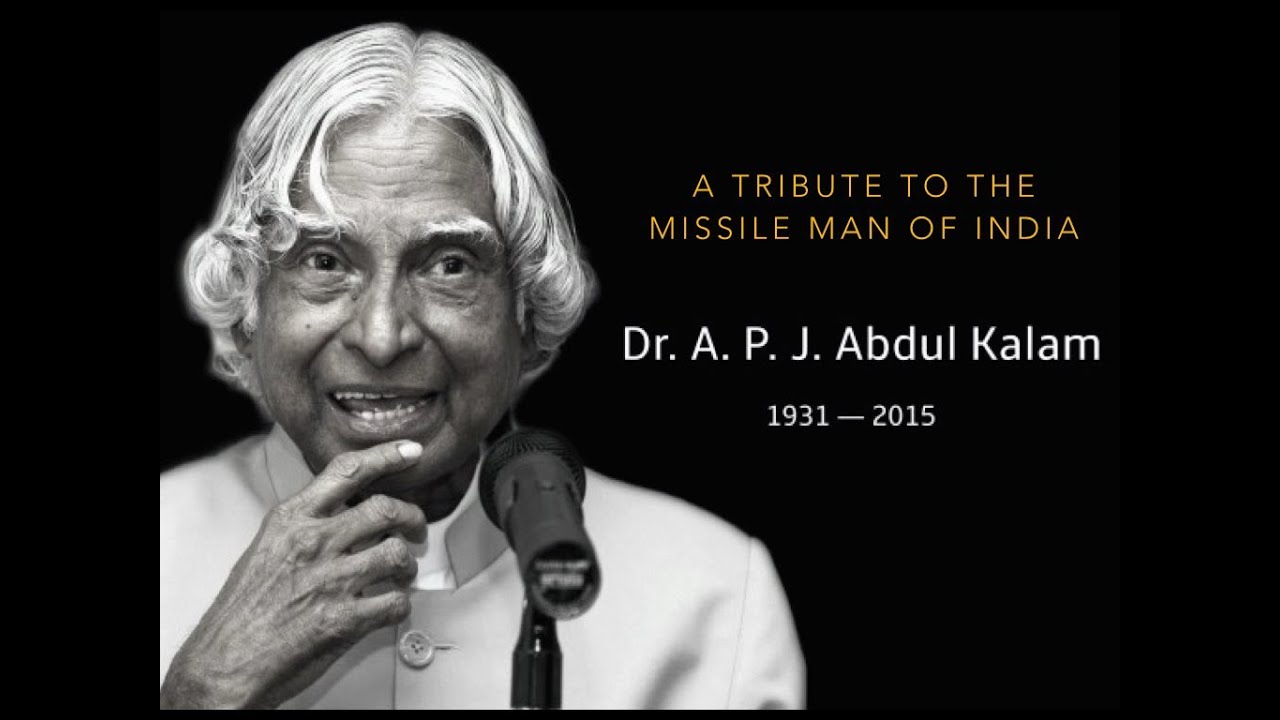 A TRIBUTE TO THE
MISSILE MAN OF INDIA
Dr. A. P. J. Abdul Kalam
1931 — 2015